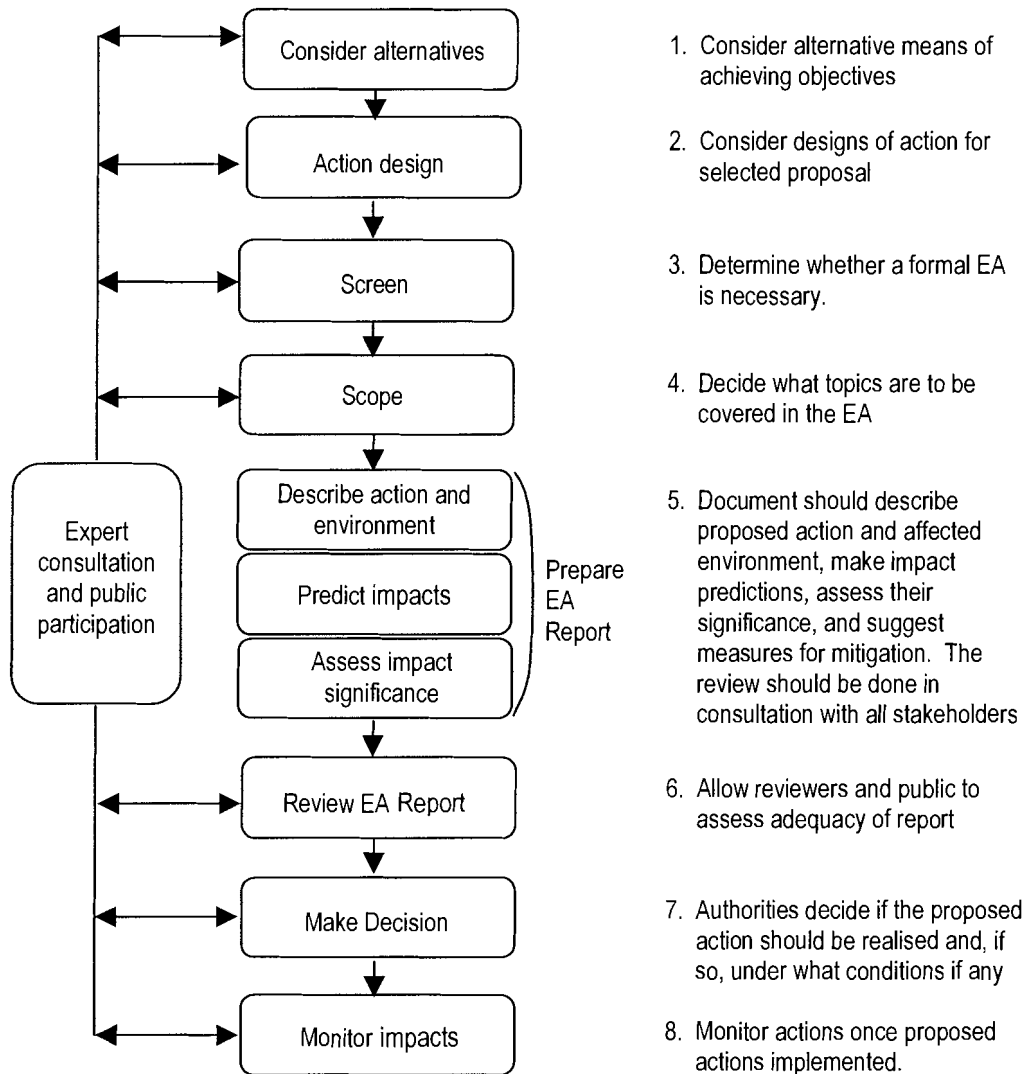 Consider alternatives
Action design
Screen
Scope
Describe action and
environment
Predict impacts
Assess impact
significance
Prepare
EA
Report
Review EA Report
Make Decision
Monitor impacts
Expert
consultation
and public
participation
1. Consider alternative means of
achieving objectives
2. Consider designs of action for
selected proposal
3. Determine whether a formal EA
is necessary.
4. Decide what topics are to be
covered in the EA
5. Document should describe
proposed action and affected
environment, make impact
predictions, assess their
significance, and suggest
measures for mitigation. The
review should be done in
consultation with all stakeholders
6. Allow reviewers and public to
assess adequacy of report
7. Authorities decide if the proposed
action should be realised and, if
so, under what conditions if any
8. Monitor actions once proposed
actions implemented.